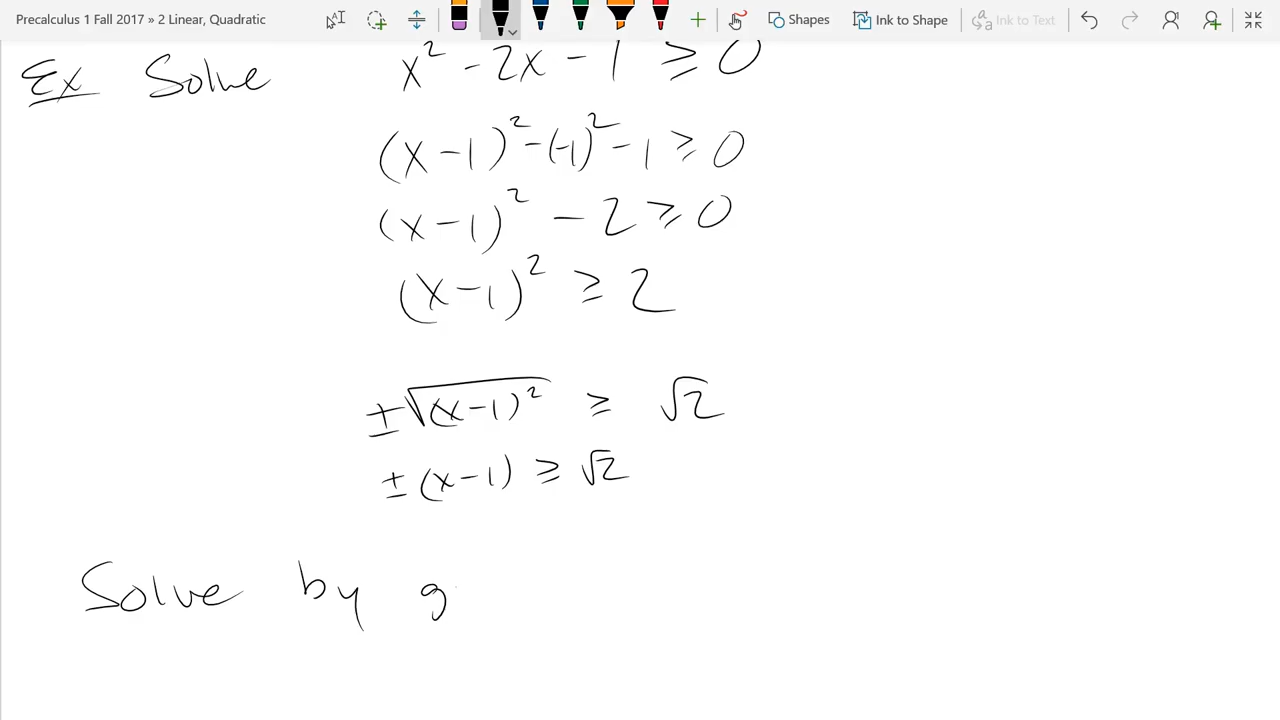 Precalculus 1 Fall 2017 » 2 Linear, Quadratic
Shapes Ink to Shape Ink to Text
Ex Solve x² - 2x - 1 ≥ 0
(x-1)² - (-1)² - 1 ≥ 0
(x-1)² - 2 ≥ 0
(x-1)² ≥ 2
±√(x-1)² ≥ √2
±(x-1) ≥ √2
Solve by g